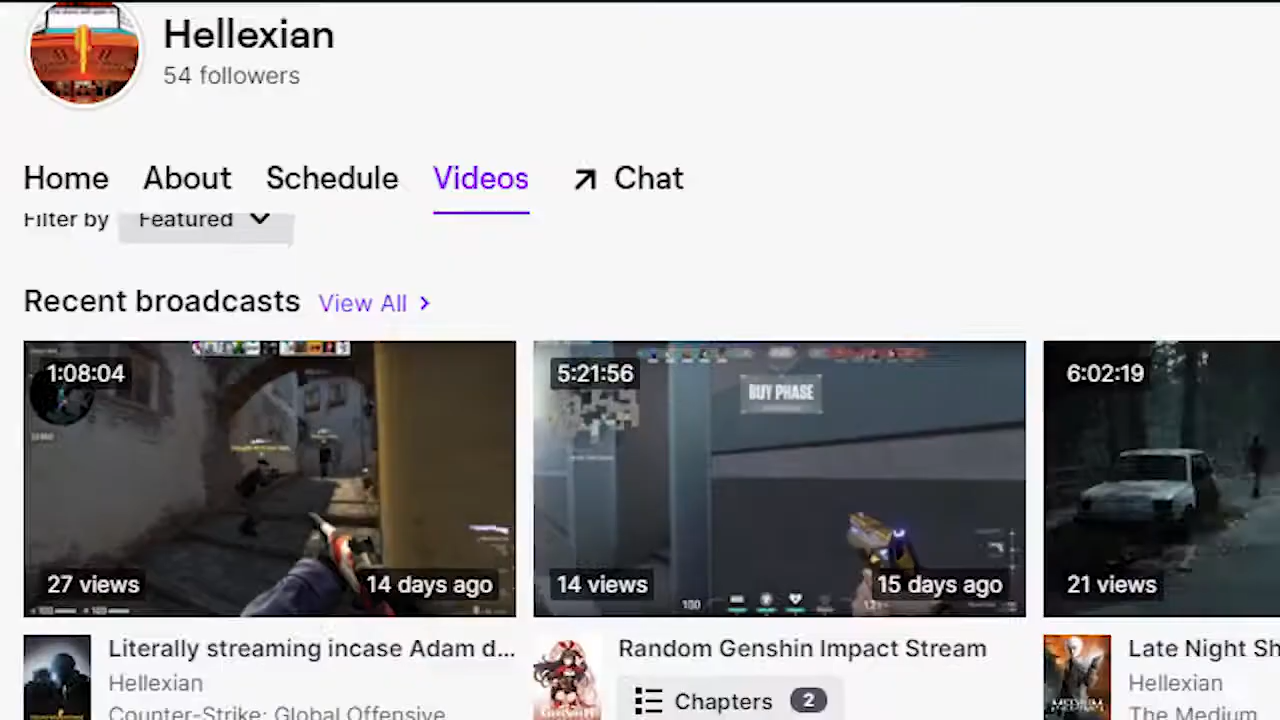 Hellexian
54 followers
Home About Schedule Videos Chat
Filter by Featured
Recent broadcasts View All
1:08:04
27 views
14 days ago
Literally streaming incase Adam d...
Hellexian
Counter-Strike: Global Offensive
5:21:56
BUY PHASE
100
14 views
15 days ago
Random Genshin Impact Stream
Chapters 2
6:02:19
21 views
Late Night Sh
Hellexian
The Medium
MEDIUM